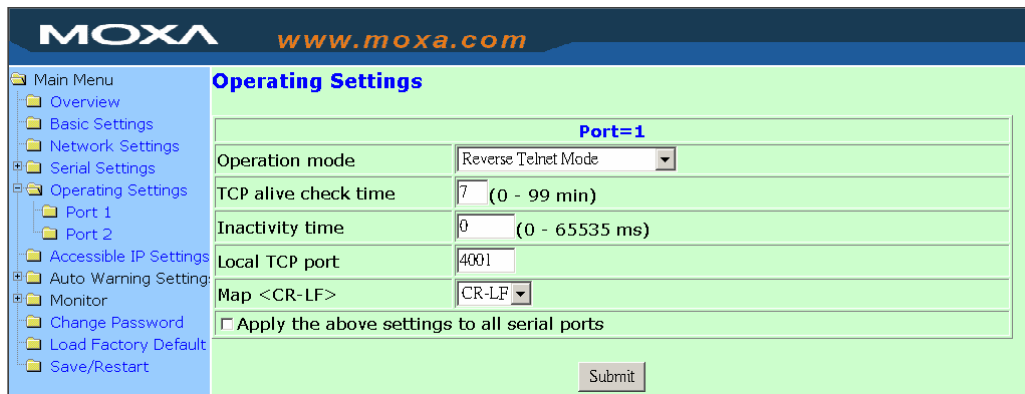 MOXA www.moxa.com
Main Menu
Overview
Basic Settings
Network Settings
Serial Settings
Operating Settings
Port 1
Port 2
Accessible IP Settings
Auto Warning Setting
Monitor
Change Password
Load Factory Default
Save/Restart
Operating Settings
Port=1
Operation mode Reverse Telnet Mode
TCP alive check time 7 (0 - 99 min)
Inactivity time 0 (0 - 65535 ms)
Local TCP port 4001
Map <CR-LF> CR-LF
Apply the above settings to all serial ports
Submit